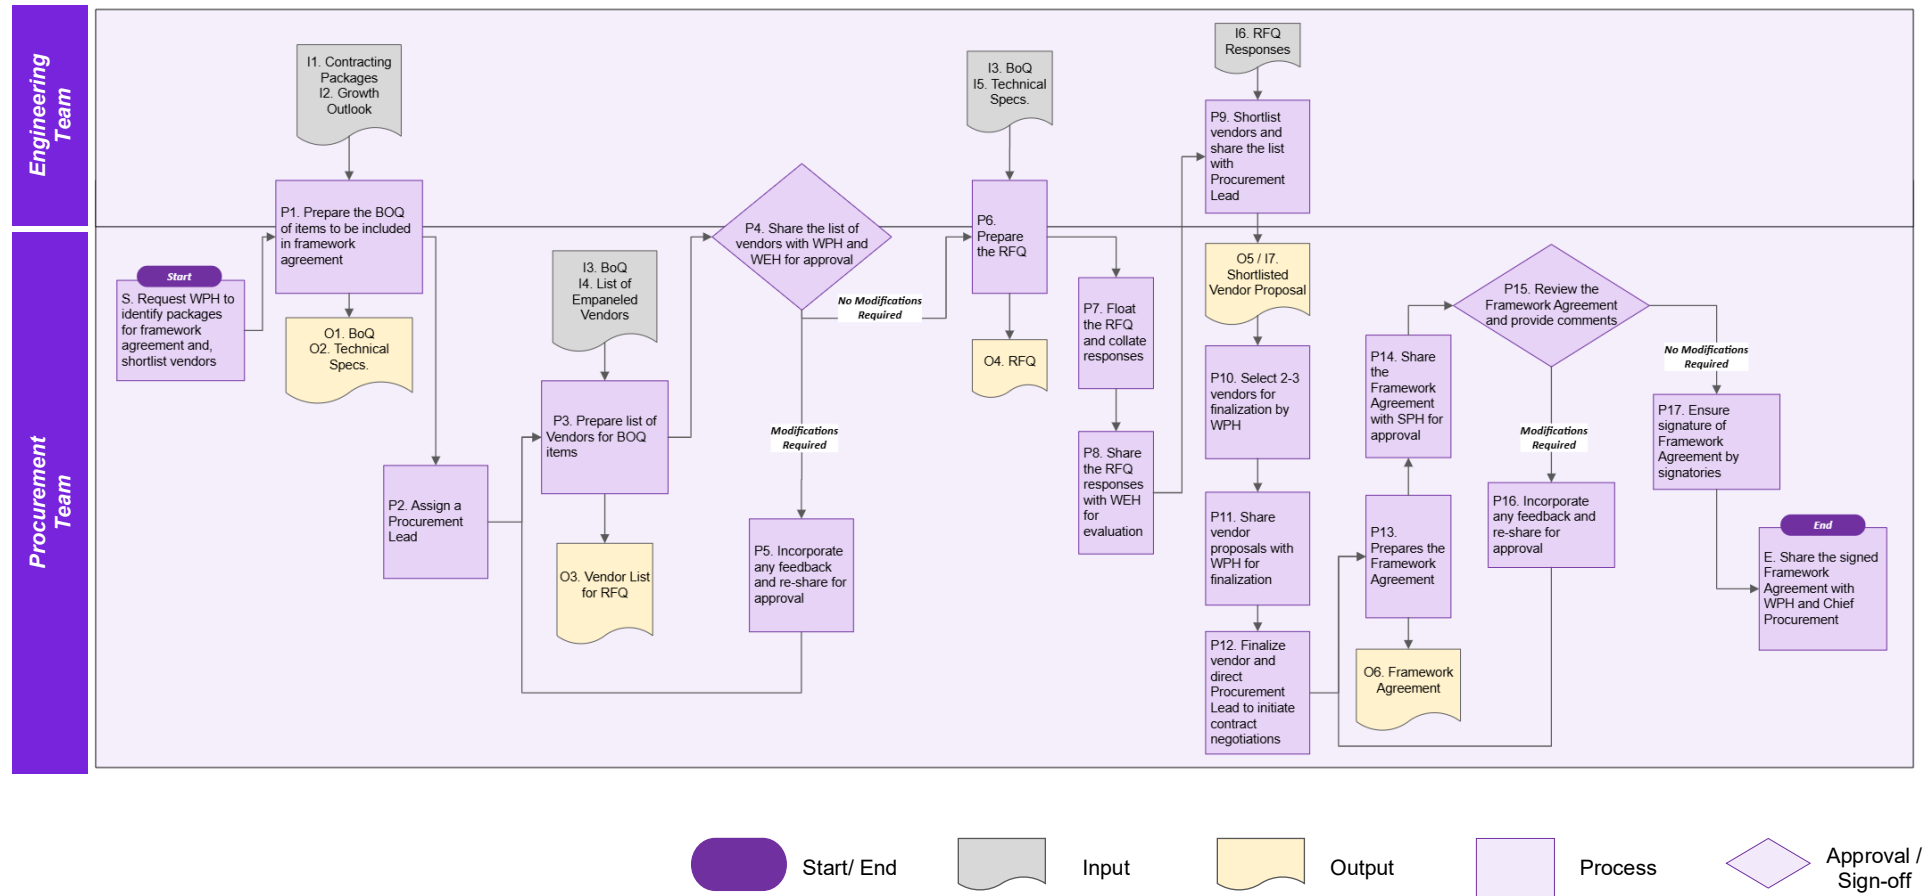 Engineering
Team
Procurement
Team
I1. Contracting
Packages
I2. Growth
Outlook
P1. Prepare the BOQ
of items to be included
in framework
agreement
Start
S. Request WPH to
identify packages
for framework
agreement and,
shortlist vendors
O1. BoQ
O2. Technical
Specs.
P2. Assign a
Procurement
Lead
I3. BoQ
I4. List of
Empaneled
Vendors
P3. Prepare list of
Vendors for BOQ
items
O3. Vendor List
for RFQ
P4. Share the list of
vendors with WPH and
WEH for approval
No Modifications
Required
Modifications
Required
P5. Incorporate
any feedback
and re-share for
approval
I3. BoQ
I5. Technical
Specs.
P6.
Prepare
the RFQ
O4. RFQ
P7. Float
the RFQ
and collate
responses
P8. Share
the RFQ
responses
with WEH
for
evaluation
I6. RFQ
Responses
P9. Shortlist
vendors and
share the list
with
Procurement
Lead
O5 / I7.
Shortlisted
Vendor Proposal
P10. Select 2-3
vendors for
finalization by
WPH
P11. Share
vendor
proposals with
WPH for
finalization
P12. Finalize
vendor and
direct
Procurement
Lead to initiate
contract
negotiations
P13.
Prepares the
Framework
Agreement
O6. Framework
Agreement
P14. Share
the
Framework
Agreement
with SPH for
approval
P15. Review the
Framework Agreement
and provide comments
Modifications
Required
P16. Incorporate
any feedback and
re-share for
approval
No Modifications
Required
P17. Ensure
signature of
Framework
Agreement by
signatories
End
E. Share the signed
Framework
Agreement with
WPH and Chief
Procurement
Start/ End
Input
Output
Process
Approval /
Sign-off